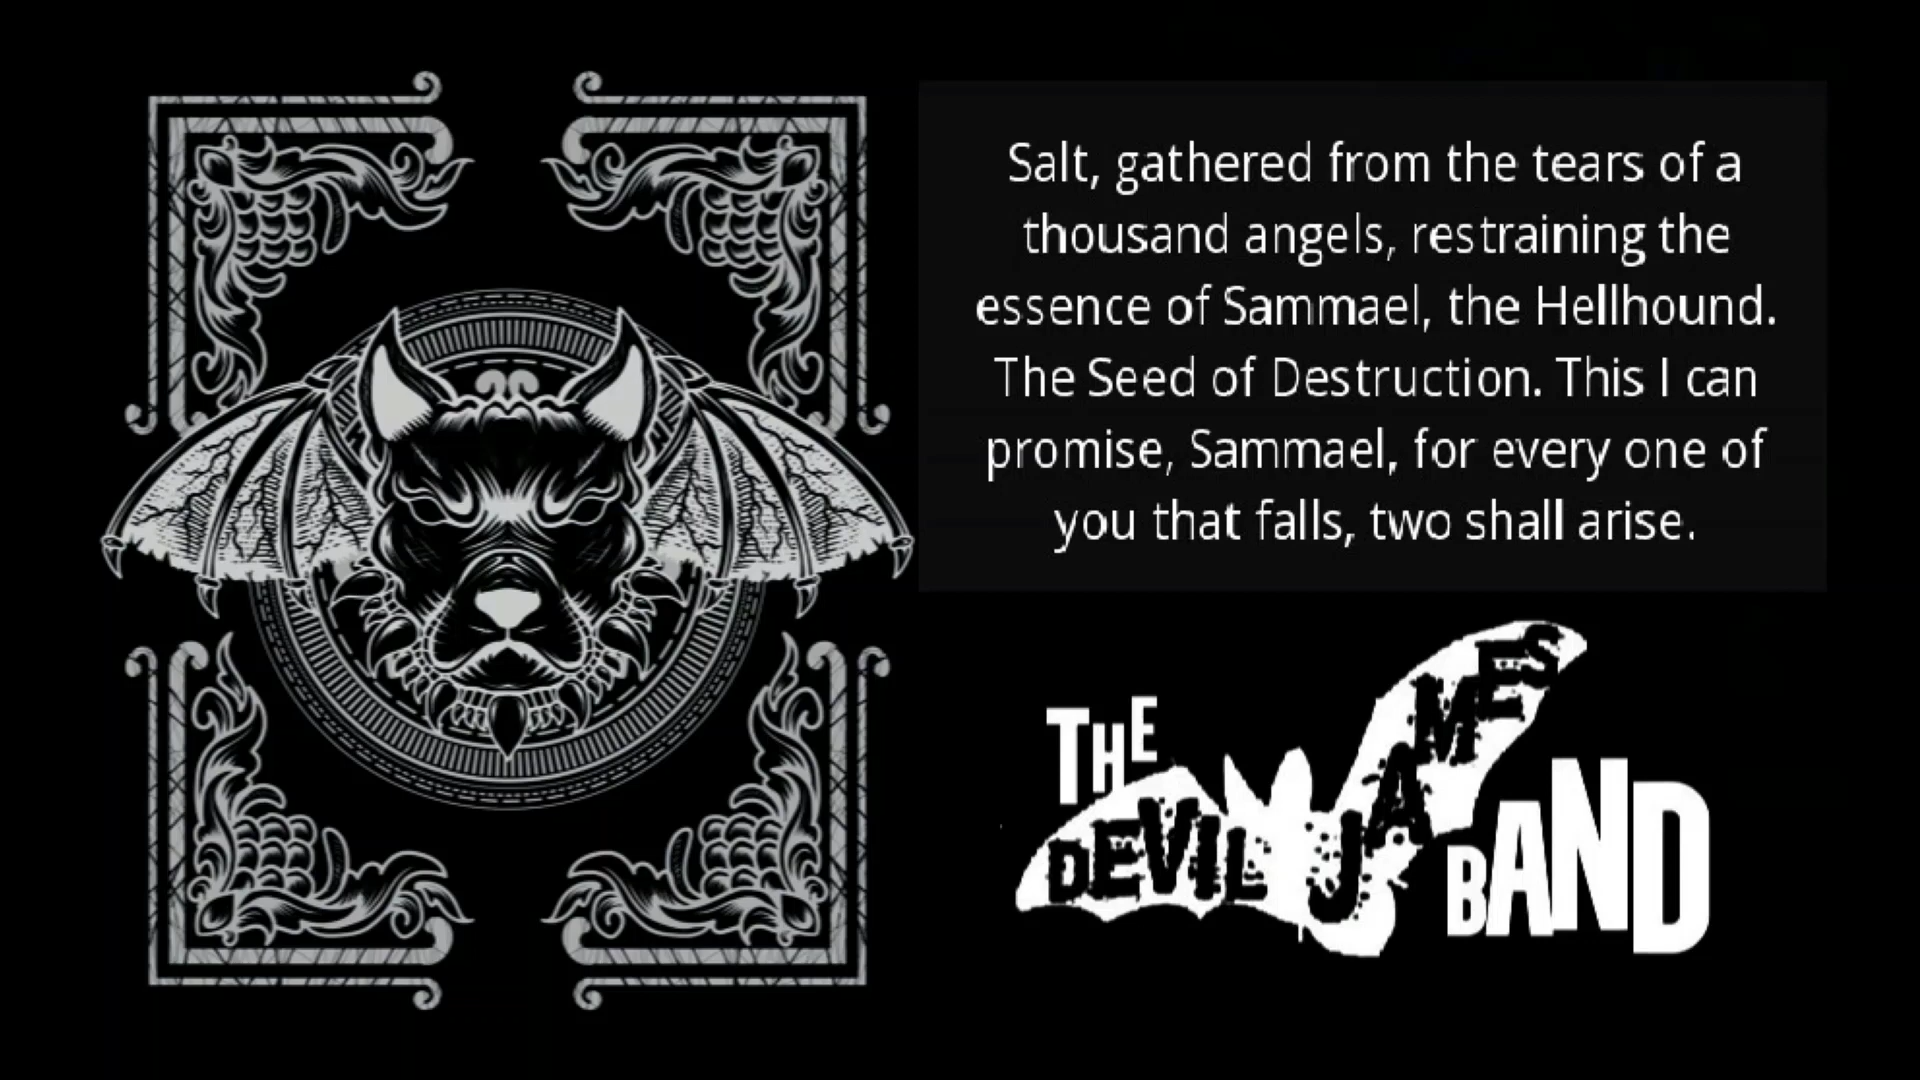 Salt, gathered from the tears of a
thousand angels, restraining the
essence of Sammael, the Hellhound.
The Seed of Destruction. This I can
promise, Sammael, for every one of
you that falls, two shall arise.
THE
DEVIL JAMES
BAND